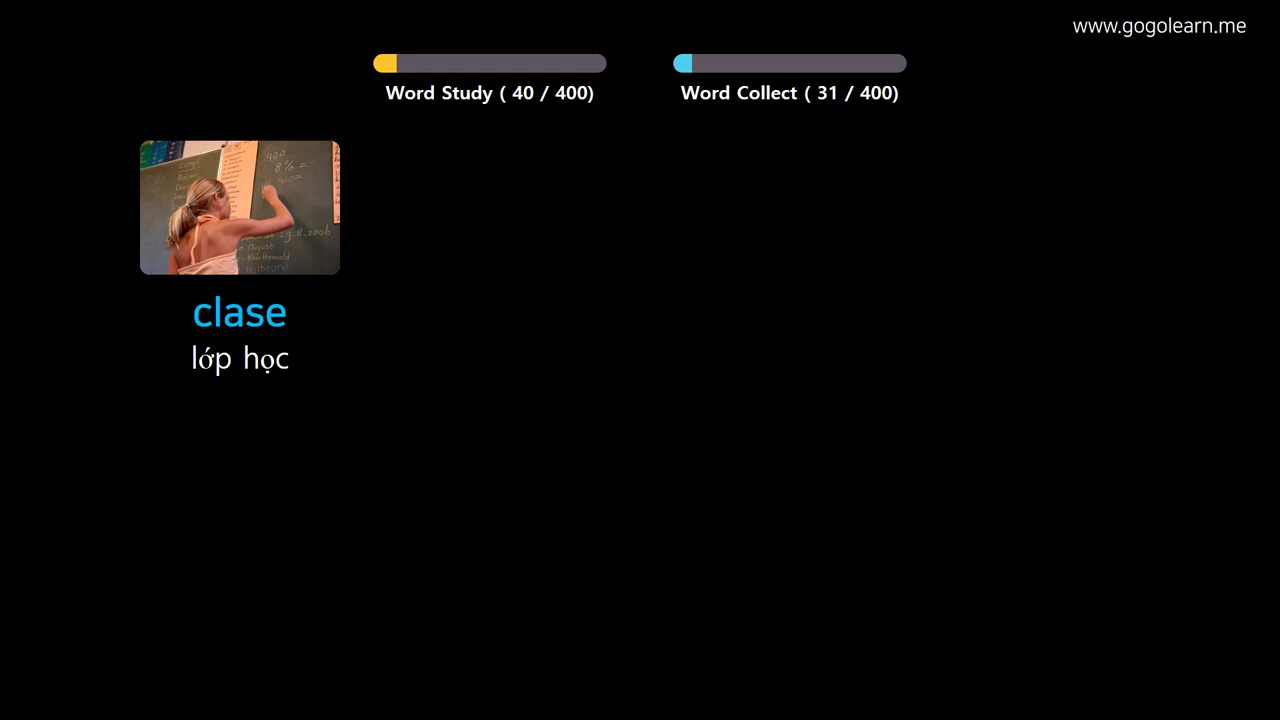 www.gogolearn.me
Word Study ( 40 / 400)
Word Collect ( 31 / 400)
400
8% =
clase
lớp học